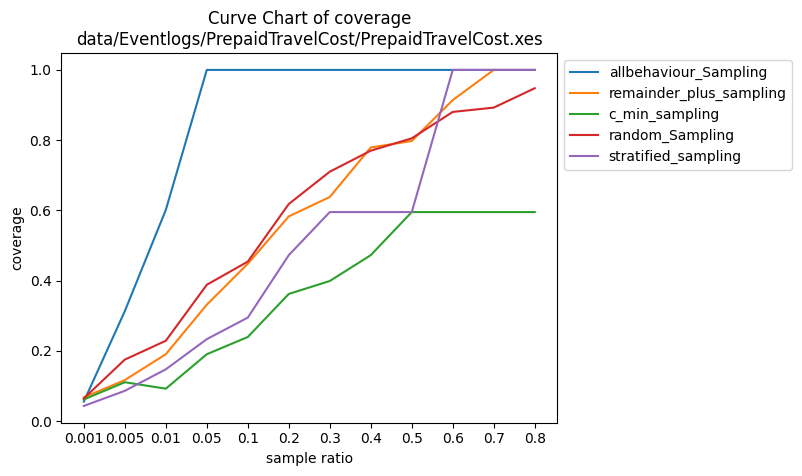 Curve Chart of coverage
data/Eventlogs/PrepaidTravelCost/PrepaidTravelCost.xes
1.0
0.8
0.6
0.4
0.2
0.0
coverage
0.001 0.005 0.01 0.05 0.1 0.2 0.3 0.4 0.5 0.6 0.7 0.8
sample ratio
allbehaviour_Sampling
remainder_plus_sampling
c_min_sampling
random_Sampling
stratified_sampling